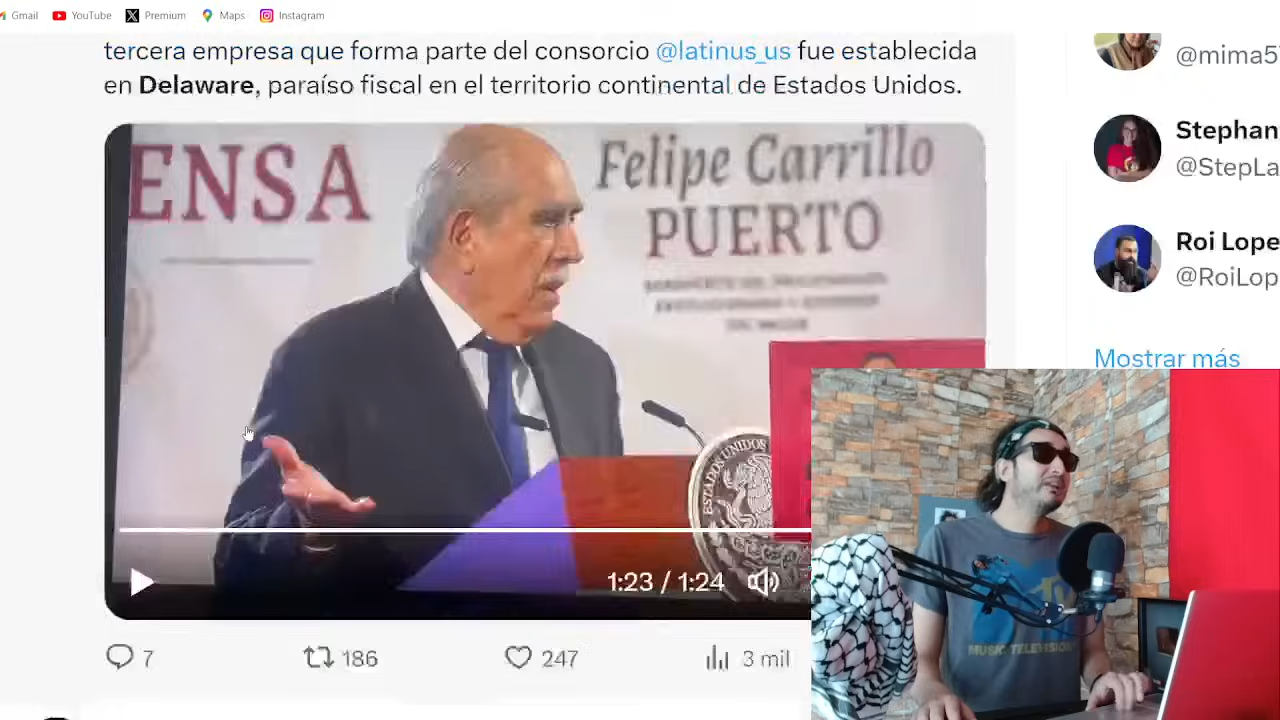 Gmail
YouTube
Premium
Maps
Instagram
tercera empresa que forma parte del consorcio @latinus_us fue establecida
en Delaware, paraíso fiscal en el territorio continental de Estados Unidos.
ENSA
Felipe Carrillo
PUERTO
ESTADOS UNIDOS
1:23 / 1:24
7
186
247
3 mil
@mima5
Stephan
@StepLa
Roi Lope
@RoiLop
Mostrar más
MUSIC TELEVISION